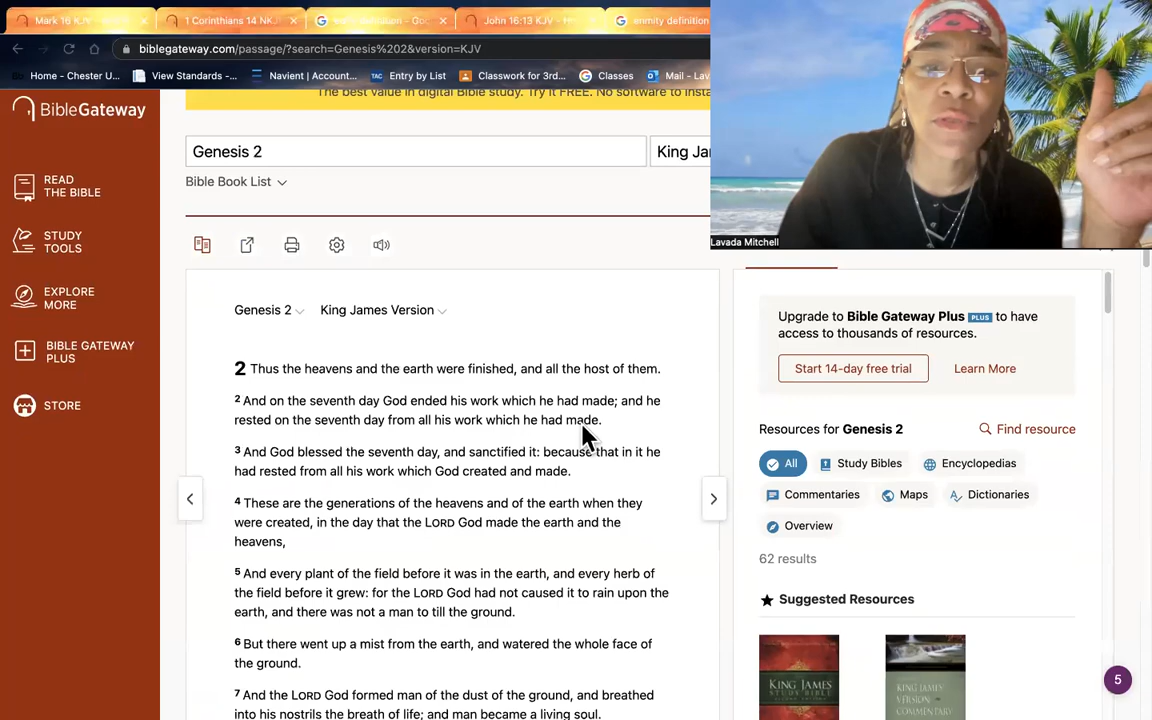 Mark 16 KJV
1 Corinthians 14 NKJ
definition - Goo
John 16:13 KJV - H
enmity definition
biblegateway.com/passage/?search=Genesis%202&version=KJV
Home - Chester U...
View Standards -...
Navient | Account...
TAC Entry by List
Classwork for 3rd...
Classes
Mail - Lav
BibleGateway
The best value in digital Bible study. Try it FREE. No software to insta
READ
THE BIBLE
STUDY
TOOLS
EXPLORE
MORE
BIBLE GATEWAY
PLUS
STORE
Genesis 2
King Ja
Bible Book List
Lavada Mitchell
Genesis 2 King James Version
2 Thus the heavens and the earth were finished, and all the host of them.
2 And on the seventh day God ended his work which he had made; and he
rested on the seventh day from all his work which he had made.
3 And God blessed the seventh day, and sanctified it: because that in it he
had rested from all his work which God created and made.
4 These are the generations of the heavens and of the earth when they
were created, in the day that the LORD God made the earth and the
heavens,
5 And every plant of the field before it was in the earth, and every herb of
the field before it grew: for the LORD God had not caused it to rain upon the
earth, and there was not a man to till the ground.
6 But there went up a mist from the earth, and watered the whole face of
the ground.
7 And the LORD God formed man of the dust of the ground, and breathed
into his nostrils the breath of life; and man became a living soul.
Upgrade to Bible Gateway Plus PLUS to have
access to thousands of resources.
Start 14-day free trial
Learn More
Resources for Genesis 2
Find resource
All
Study Bibles
Encyclopedias
Commentaries
Maps
Dictionaries
Overview
62 results
Suggested Resources
KING JAMES
STUDY BIBLE
KING JAMES
VERSION
COMMENTARY
5